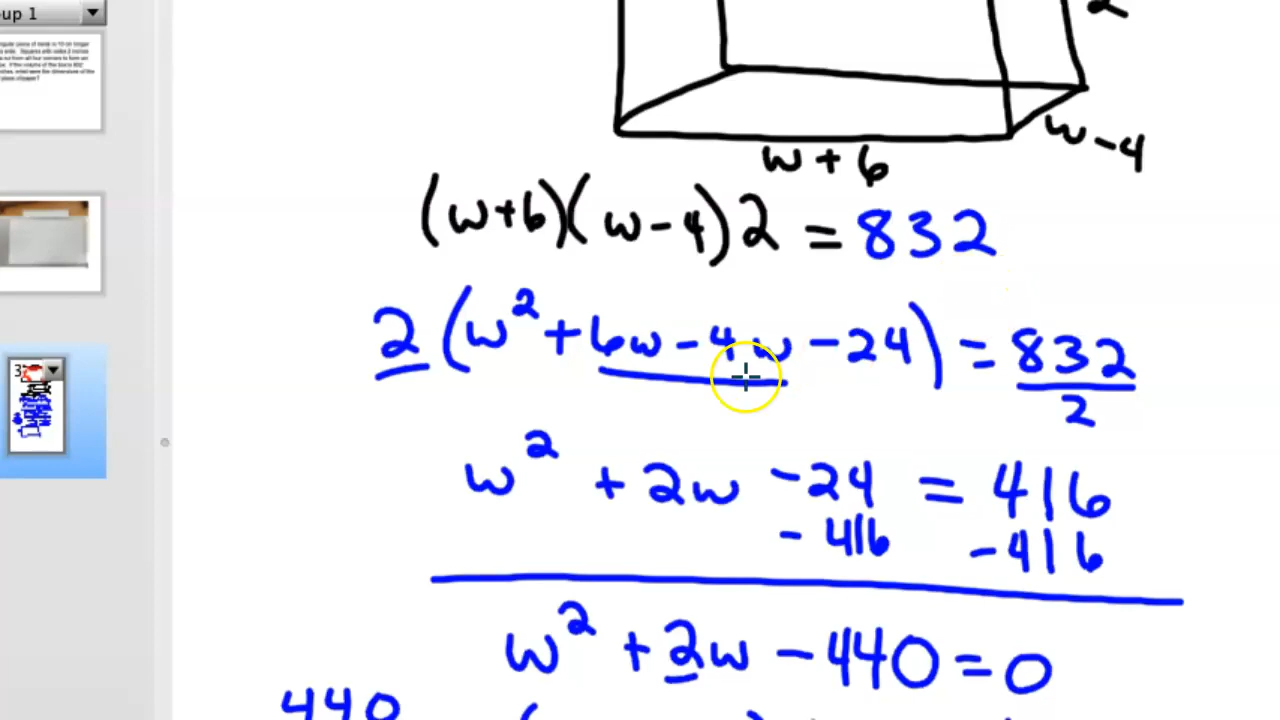 oup 1
2
w - 4
w + 6
(w+6)(w-4)2 = 832
2(w² + 6w - 4w - 24) = 832/2
w² + 2w - 24 = 416
- 416 - 416
w² + 2w - 440 = 0
440